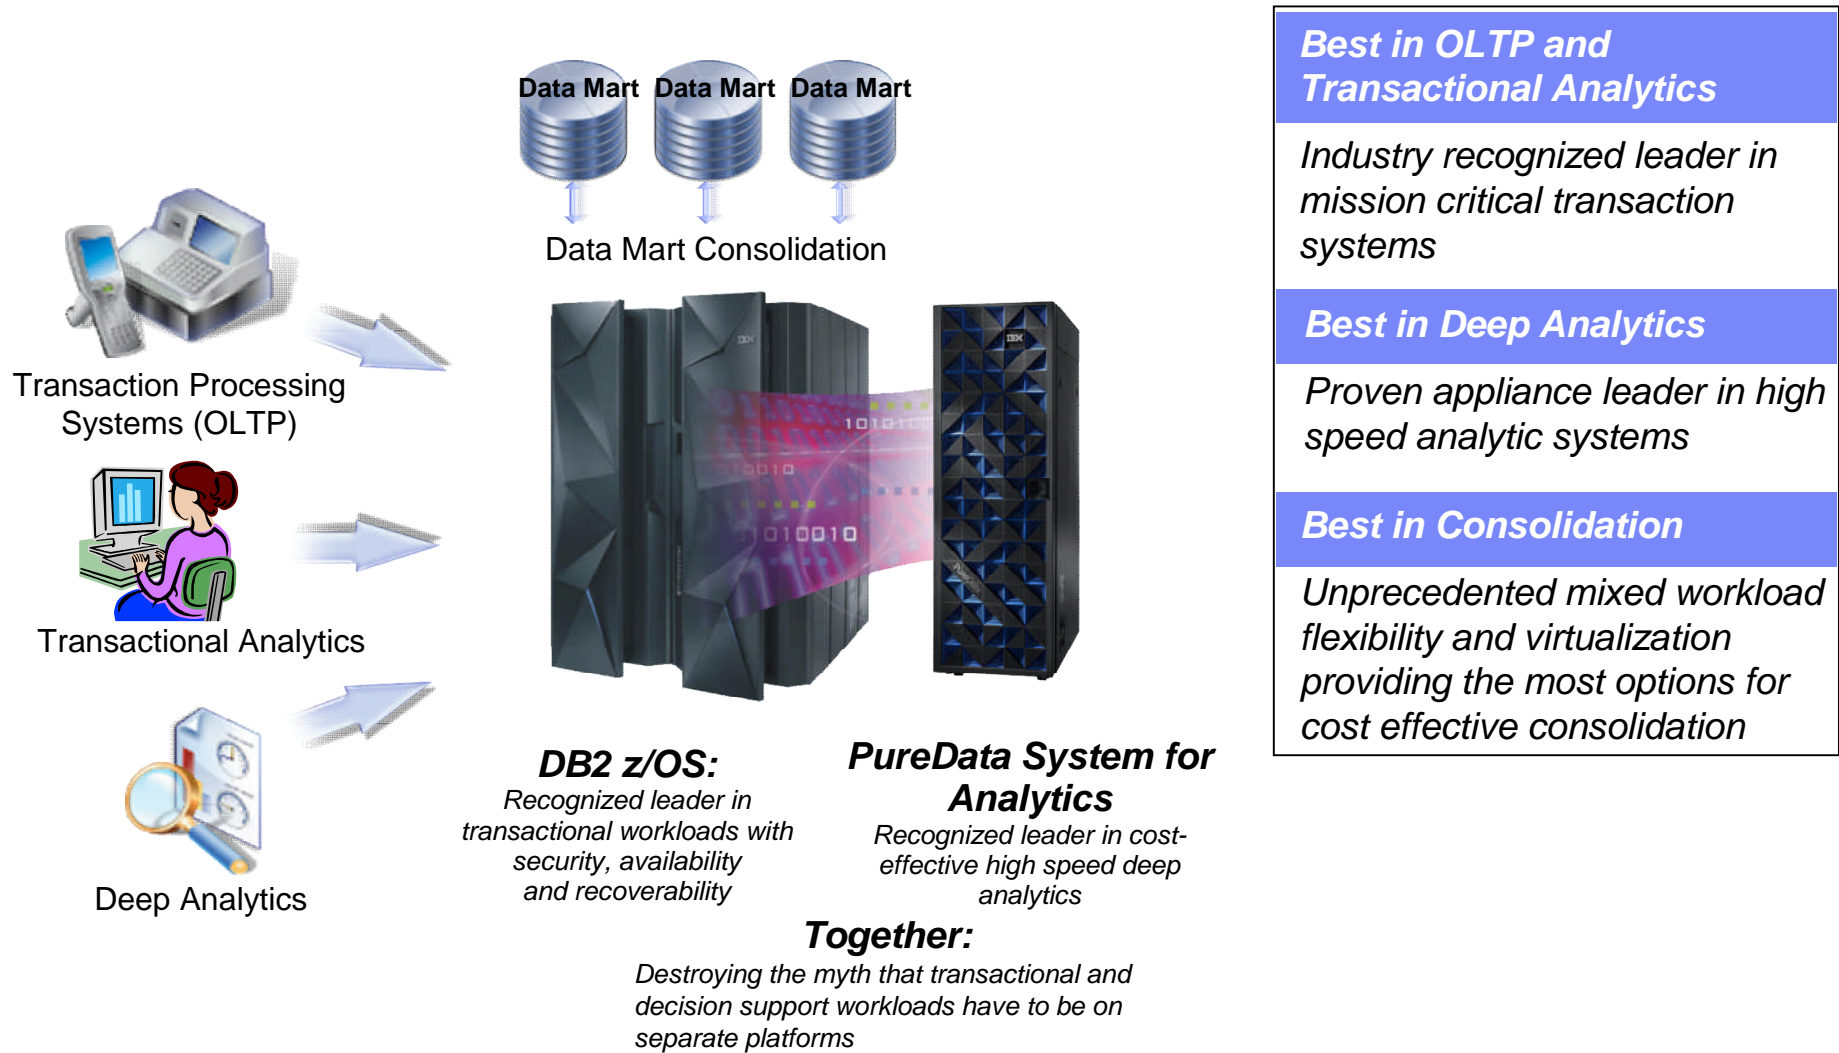 Data Mart Data Mart Data Mart
Data Mart Consolidation
Transaction Processing
Systems (OLTP)
Transactional Analytics
Deep Analytics
IBM
IBM
1010100
010010
1010010
DB2 z/OS:
Recognized leader in
transactional workloads with
security, availability
and recoverability
PureData System for
Analytics
Recognized leader in cost-
effective high speed deep
analytics
Together:
Destroying the myth that transactional and
decision support workloads have to be on
separate platforms
Best in OLTP and
Transactional Analytics
Industry recognized leader in
mission critical transaction
systems
Best in Deep Analytics
Proven appliance leader in high
speed analytic systems
Best in Consolidation
Unprecedented mixed workload
flexibility and virtualization
providing the most options for
cost effective consolidation